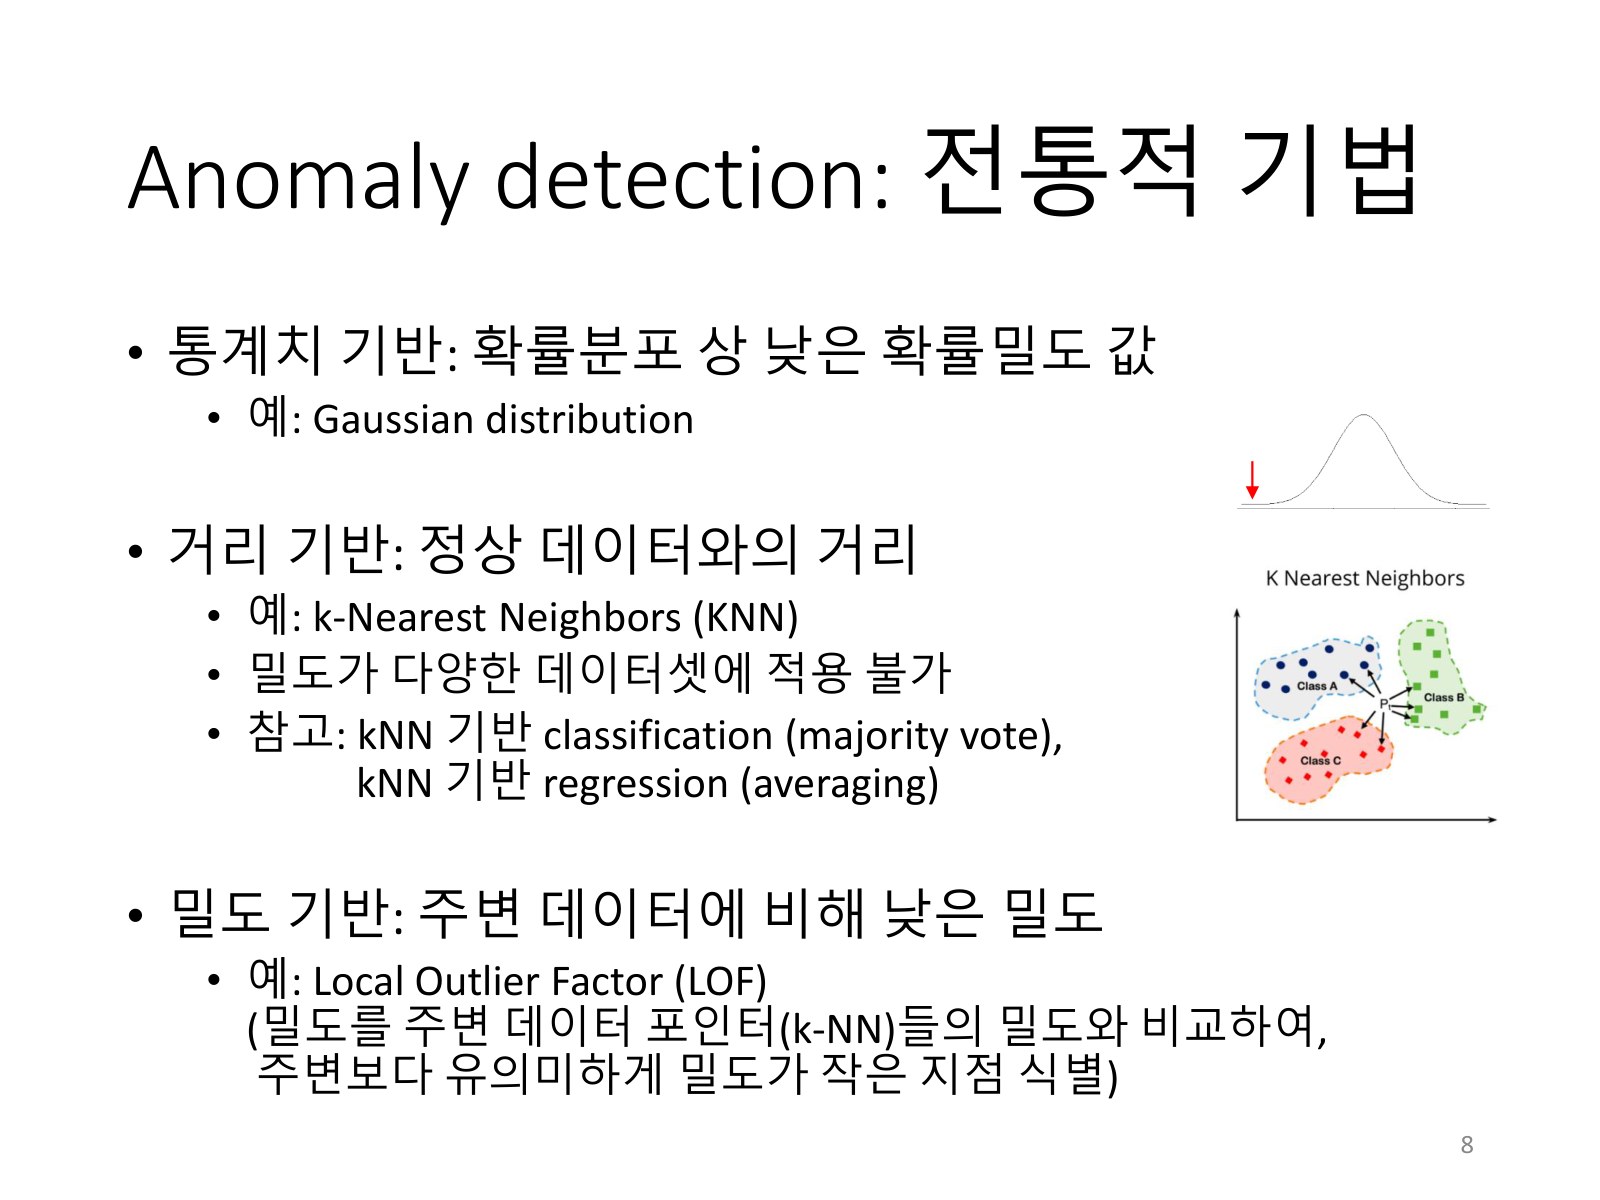 Anomaly detection: 전통적 기법
• 통계치 기반: 확률분포 상 낮은 확률밀도 값
• 예: Gaussian distribution
• 거리 기반: 정상 데이터와의 거리
• 예: k-Nearest Neighbors (KNN)
• 밀도가 다양한 데이터셋에 적용 불가
• 참고: kNN 기반 classification (majority vote),
kNN 기반 regression (averaging)
K Nearest Neighbors
Class A
Class B
Class C
• 밀도 기반: 주변 데이터에 비해 낮은 밀도
• 예: Local Outlier Factor (LOF)
(밀도를 주변 데이터 포인터(k-NN)들의 밀도와 비교하여,
주변보다 유의미하게 밀도가 작은 지점 식별)
8